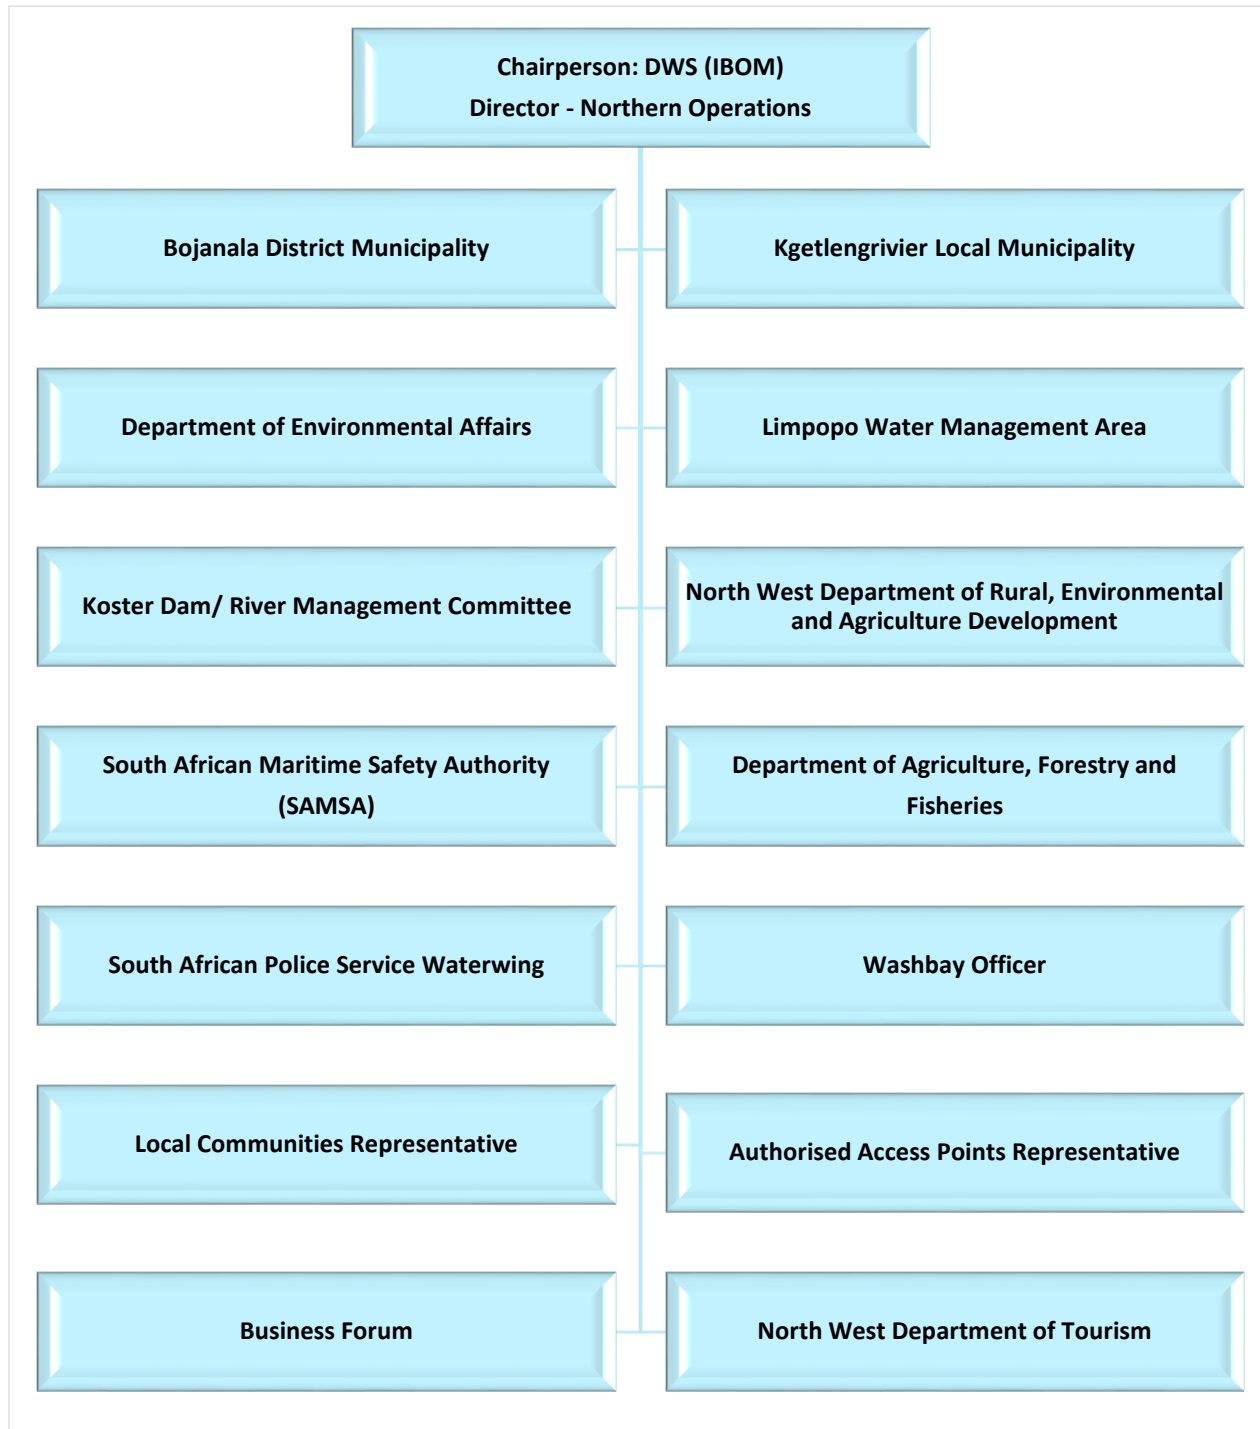 Chairperson: DWS (IBOM)
Director - Northern Operations
Bojanala District Municipality
Kgetlengrivier Local Municipality
Department of Environmental Affairs
Limpopo Water Management Area
Koster Dam/ River Management Committee
North West Department of Rural, Environmental
and Agriculture Development
South African Maritime Safety Authority
(SAMSA)
Department of Agriculture, Forestry and
Fisheries
South African Police Service Waterwing
Washbay Officer
Local Communities Representative
Authorised Access Points Representative
Business Forum
North West Department of Tourism